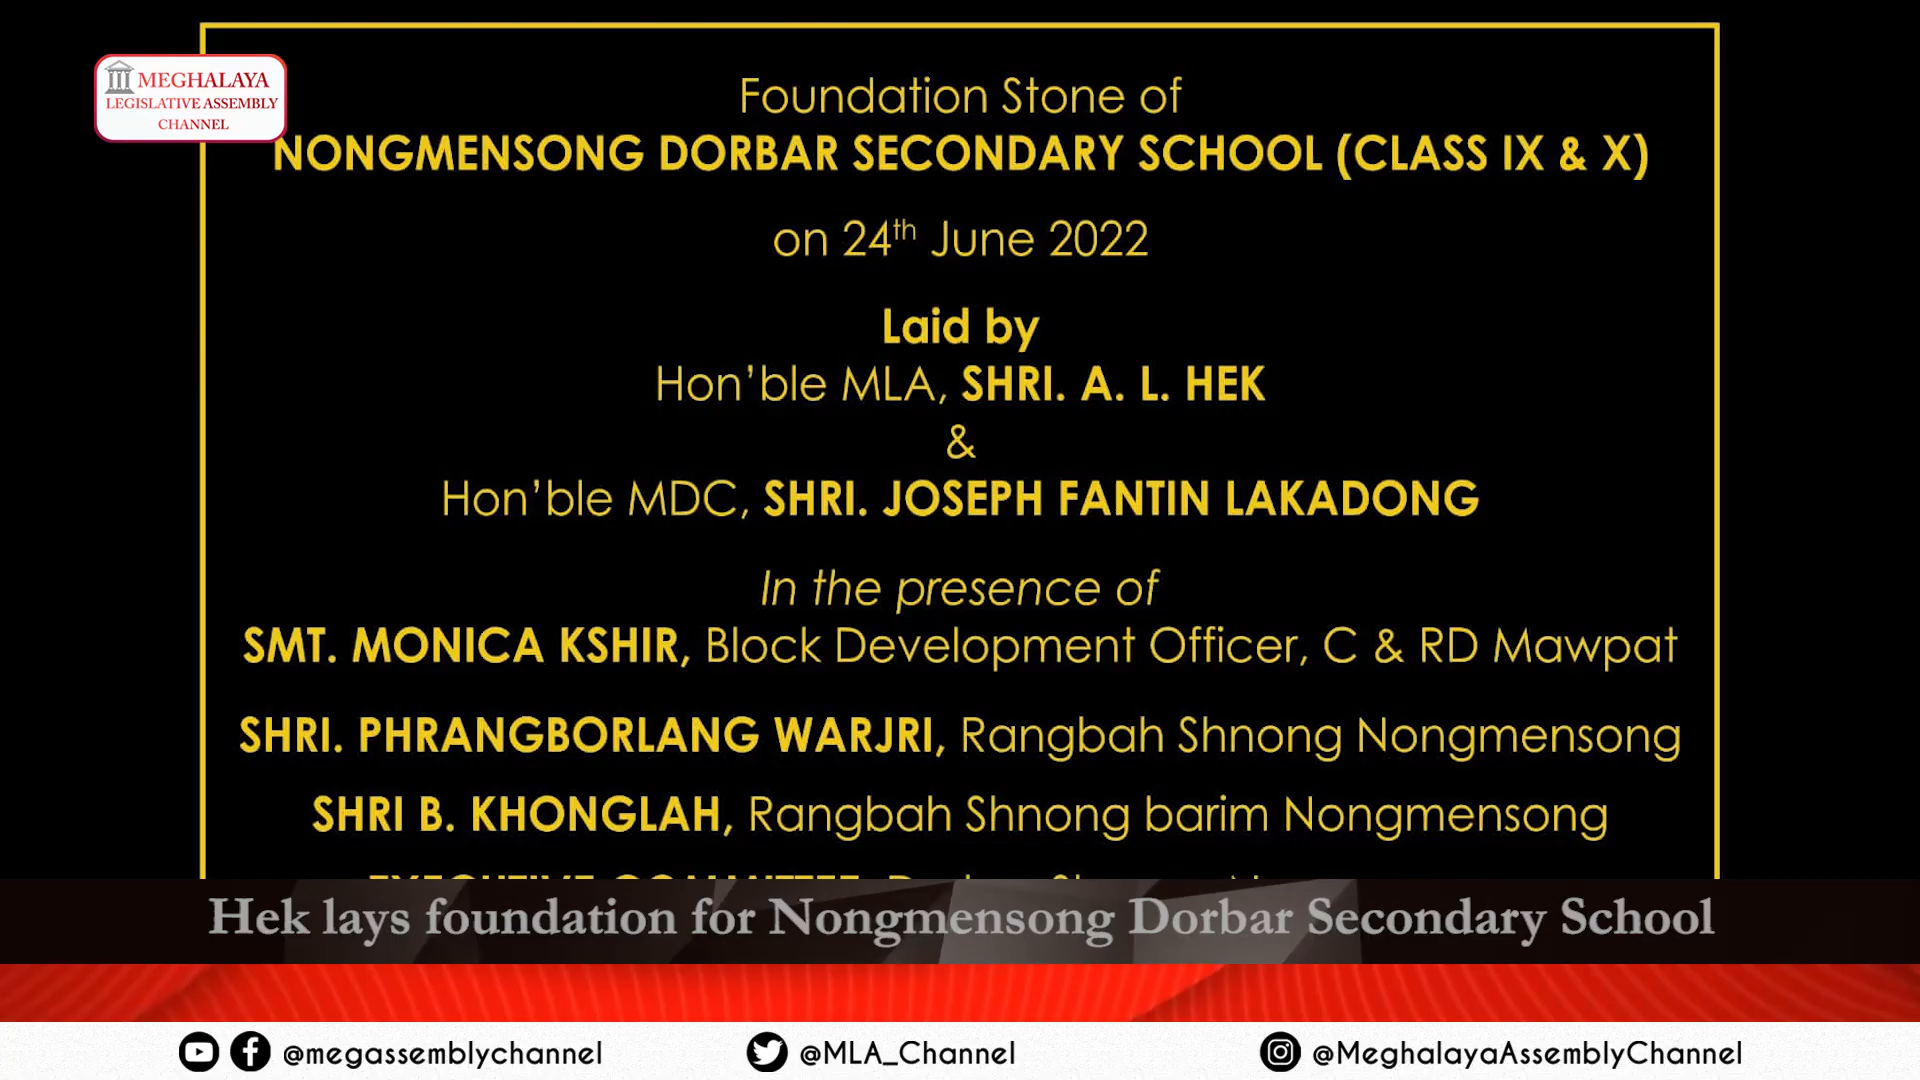 MEGHALAYA
LEGISLATIVE ASSEMBLY
CHANNEL
Foundation Stone of
NONGMENSONG DORBAR SECONDARY SCHOOL (CLASS IX & X)
on 24th June 2022
Laid by
Hon’ble MLA, SHRI. A. L. HEK
&
Hon’ble MDC, SHRI. JOSEPH FANTIN LAKADONG
In the presence of
SMT. MONICA KSHIR, Block Development Officer, C & RD Mawpat
SHRI. PHRANGBORLANG WARJRI, Rangbah Shnong Nongmensong
SHRI B. KHONGLAH, Rangbah Shnong barim Nongmensong
EXECUTIVE COMMITTEE,
Hek lays foundation for Nongmensong Dorbar Secondary School
@megassemblychannel @MLA_Channel @MeghalayaAssemblyChannel